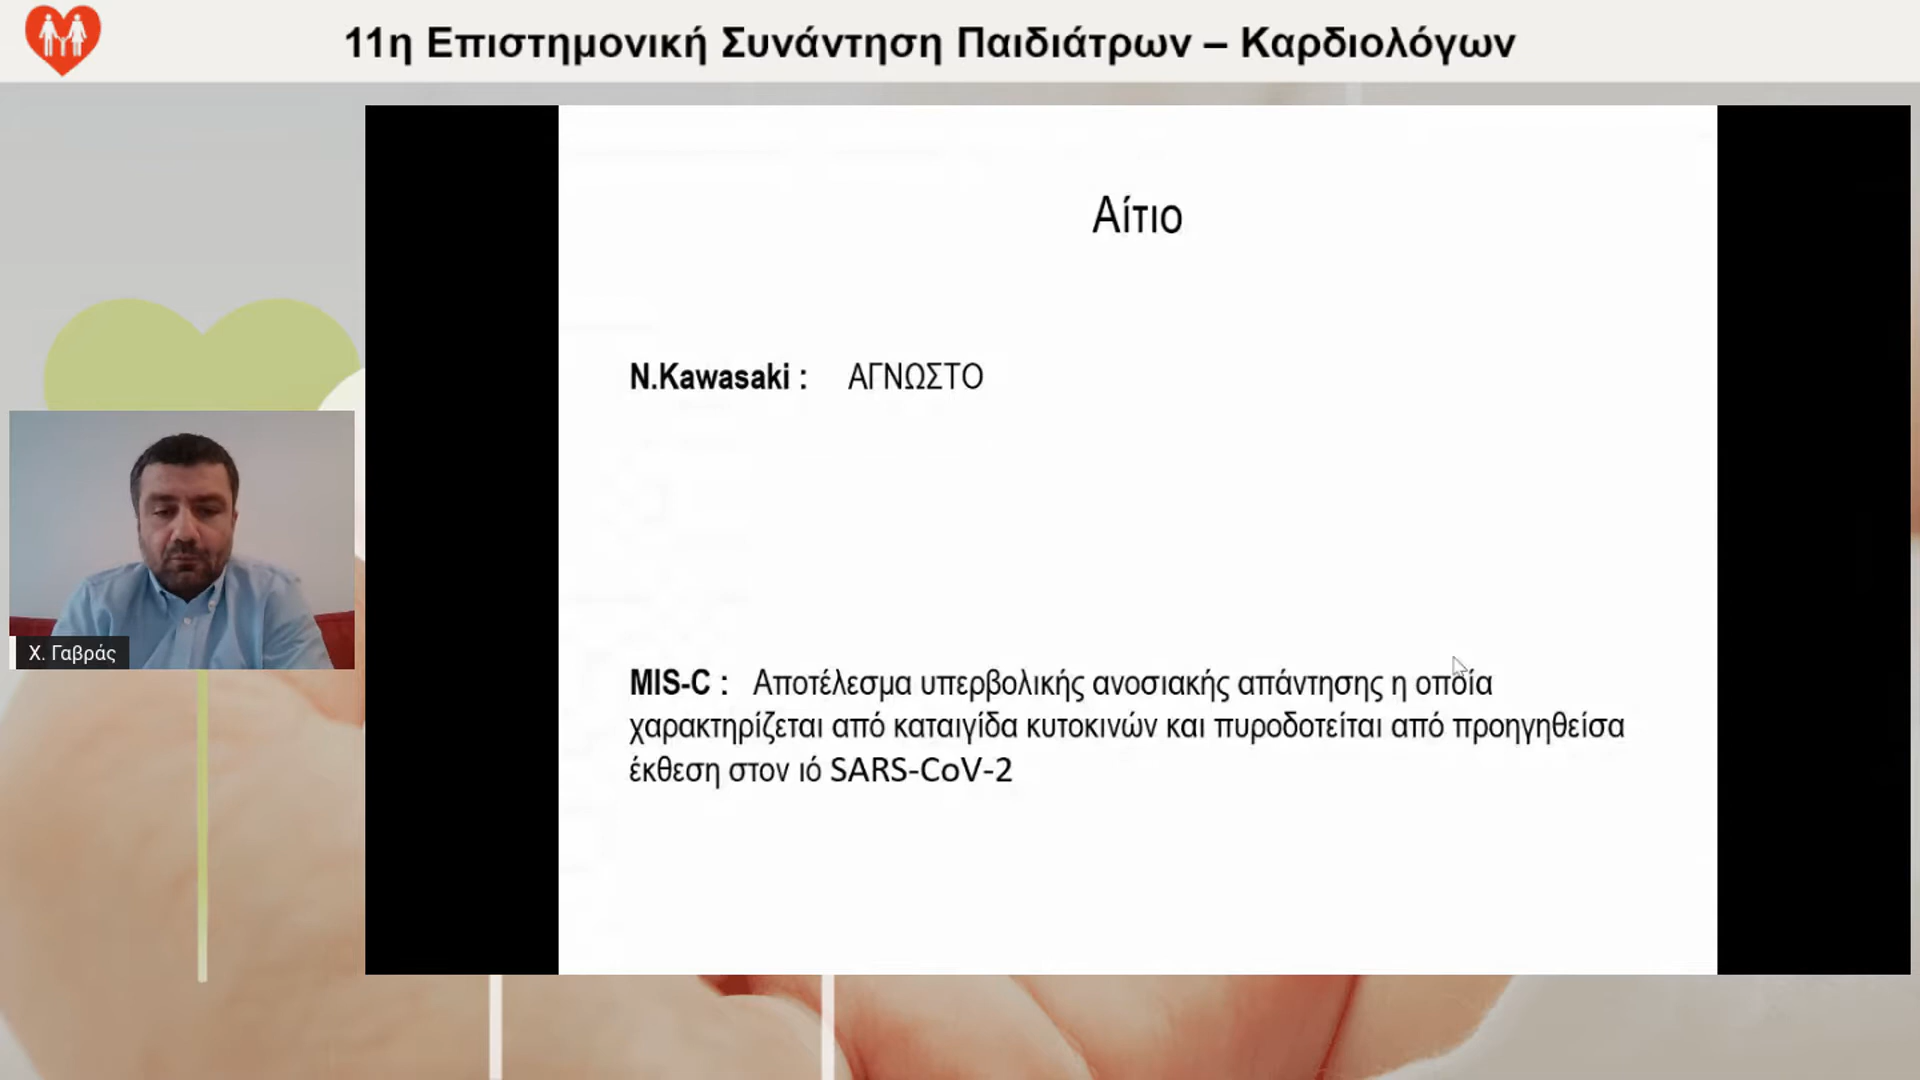 11η Επιστημονική Συνάντηση Παιδιάτρων – Καρδιολόγων
Αίτιο
N.Kawasaki : ΑΓΝΩΣΤΟ
Χ. Γαβράς
MIS-C : Αποτέλεσμα υπερβολικής ανοσιακής απάντησης η οποία
χαρακτηρίζεται από καταιγίδα κυτοκινών και πυροδοτείται από προηγηθείσα
έκθεση στον ιό SARS-CoV-2